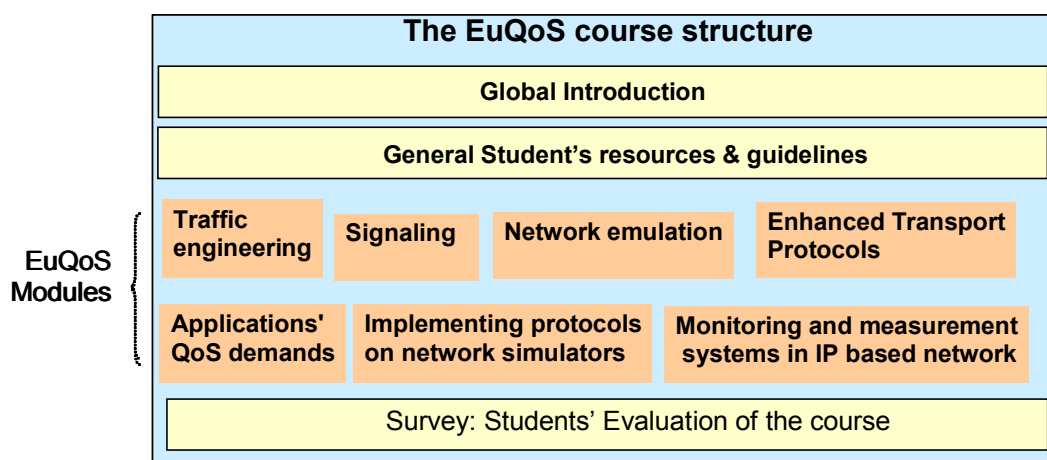 The EuQoS course structure
Global Introduction
General Student's resources & guidelines
EuQoS
Modules
Traffic
engineering
Signaling
Network emulation
Enhanced Transport
Protocols
Applications'
QoS demands
Implementing protocols
on network simulators
Monitoring and measurement
systems in IP based network
Survey: Students’ Evaluation of the course